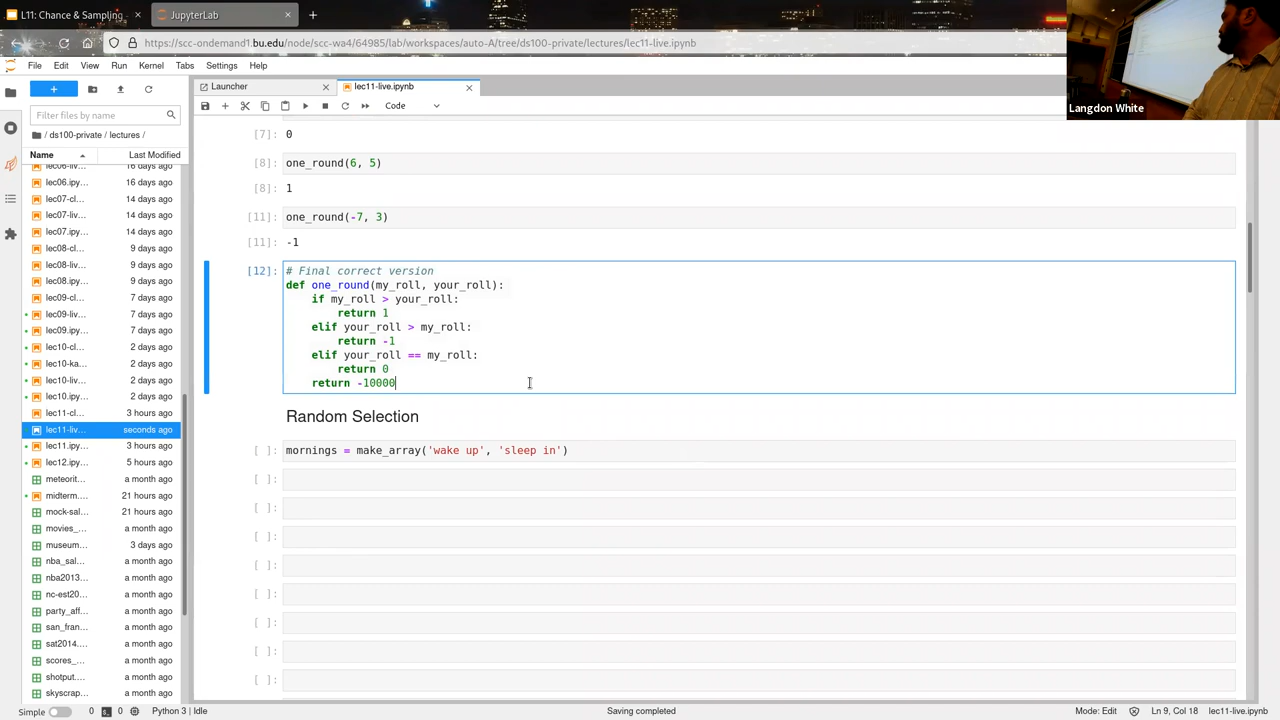 L11: Chance & Sampling
JupyterLab
https://scc-ondemand1.bu.edu/node/scc-wa4/64985/lab/workspaces/auto-A/tree/ds100-private/lectures/lec11-live.ipynb
File Edit View Run Kernel Tabs Settings Help
Langdon White
Launcher
lec11-live.ipynb
Code
Filter files by name
/ ds100-private / lectures /
Name Last Modified
lec06-liv... 16 days ago
lec06.ipy... 16 days ago
lec07-cl... 14 days ago
lec07-liv... 14 days ago
lec07.ipy... 14 days ago
lec08-cl... 9 days ago
lec08-liv... 9 days ago
lec08.ipy... 9 days ago
lec09-cl... 7 days ago
lec09-liv... 7 days ago
lec09.ipy... 7 days ago
lec10-cl... 2 days ago
lec10-ka... 2 days ago
lec10-liv... 2 days ago
lec10.ipy... 2 days ago
lec11-cl... 3 hours ago
lec11-liv... seconds ago
lec11.ipy... 3 hours ago
lec12.ipy... 5 hours ago
meteorit... a month ago
midterm.... 21 hours ago
mock-sal... 21 hours ago
movies_... a month ago
museum... 3 days ago
nba_sal... a month ago
nba2013... a month ago
nc-est20... a month ago
party_aff... a month ago
san_fran... a month ago
sat2014.... a month ago
scores_... a month ago
shotput.... a month ago
skyscrap... a month ago
[7]: 0
[8]: one_round(6, 5)
[8]: 1
[11]: one_round(-7, 3)
[11]: -1
[12]: # Final correct version
def one_round(my_roll, your_roll):
    if my_roll > your_roll:
        return 1
    elif your_roll > my_roll:
        return -1
    elif your_roll == my_roll:
        return 0
    return -10000
Random Selection
[ ]: mornings = make_array('wake up', 'sleep in')
[ ]:
[ ]:
[ ]:
[ ]:
[ ]:
[ ]:
[ ]:
[ ]:
Simple 0 $_ 0 Python 3 | Idle Saving completed Mode: Edit Ln 9, Col 18 lec11-live.ipynb